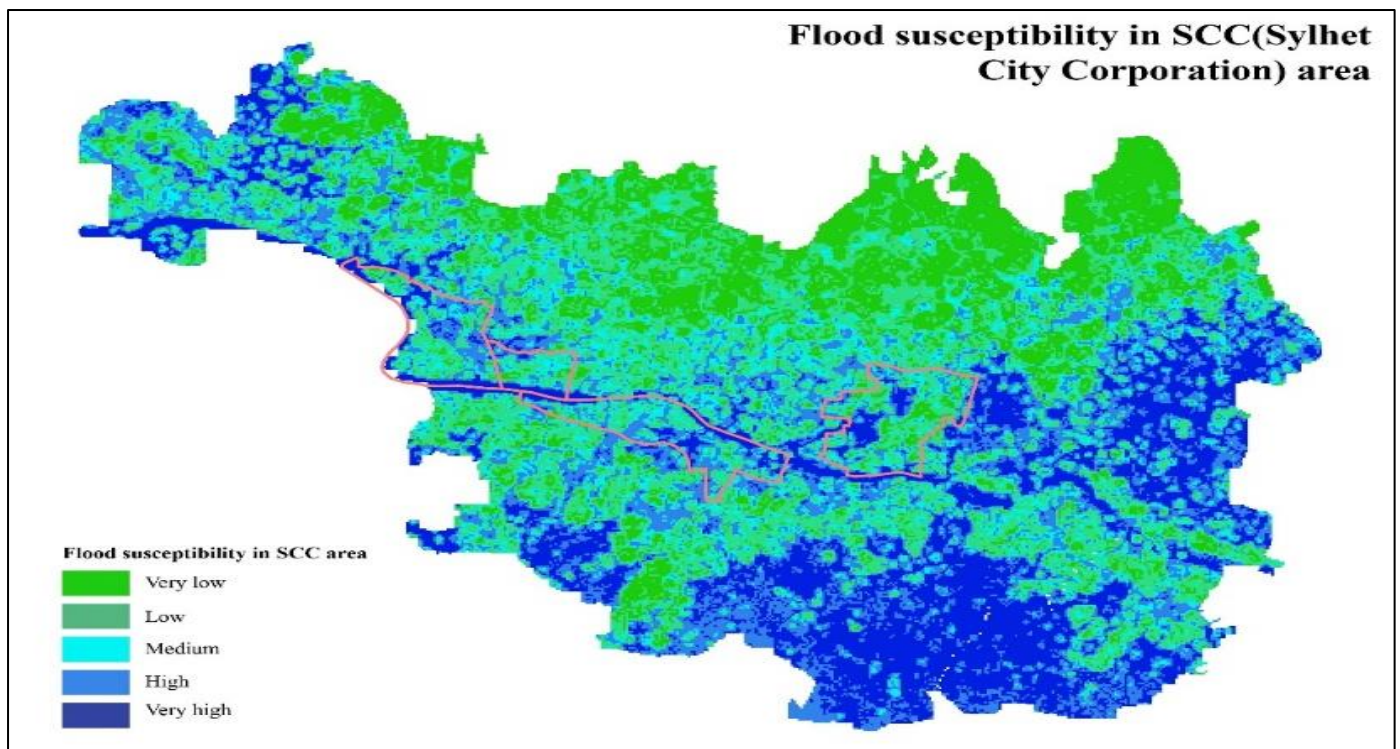 Flood susceptibility in SCC(Sylhet
City Corporation) area
Flood susceptibility in SCC area
Very low
Low
Medium
High
Very high